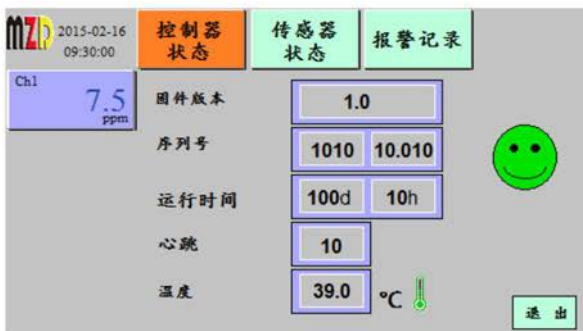 MZD 2015-02-16
09:30:00
控制器
状态
传感器
状态
报警记录
Ch1
7.5
ppm
固件版本 1.0
序列号 1010 10.010
运行时间 100d 10h
心跳 10
温度 39.0 °C
退出